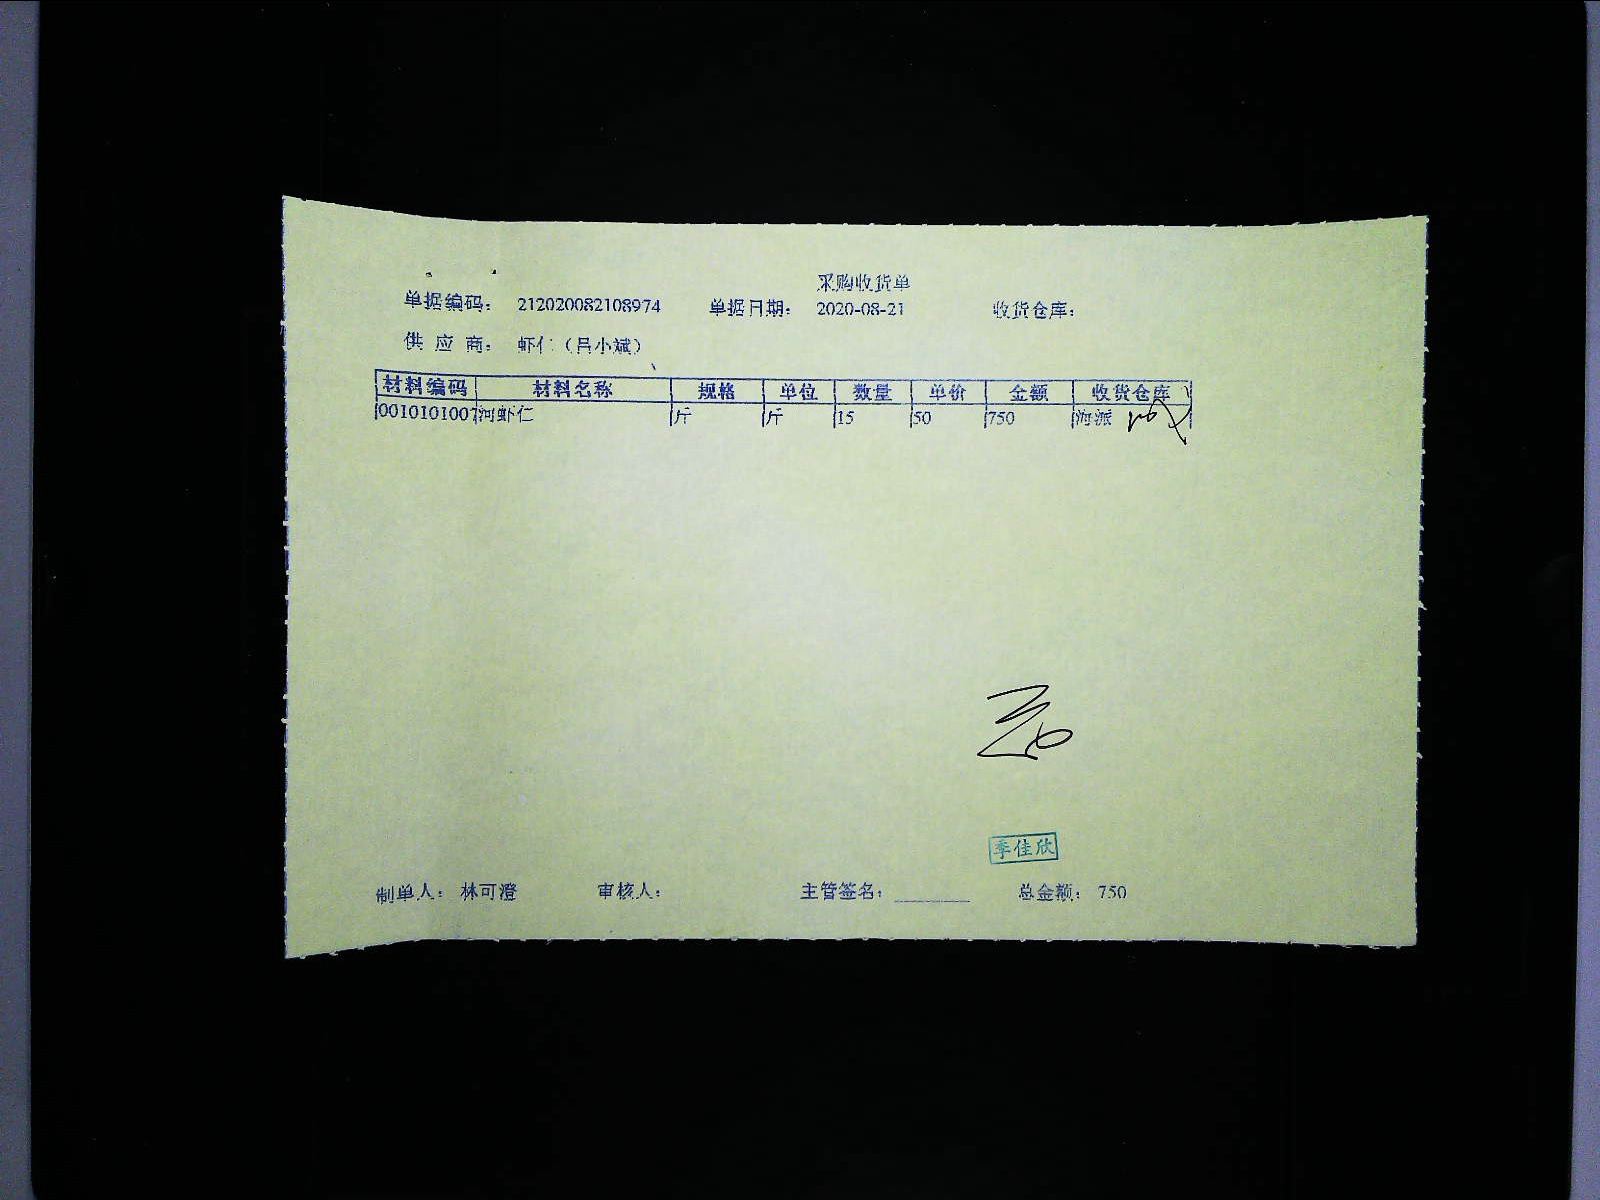 采购收货单
单据编码： 212020082108974 单据日期： 2020-08-21 收货仓库：
供 应 商： 虾仁（吕小斌）
材料编码 材料名称 规格 单位 数量 单价 金额 收货仓库
0010101007 河虾仁 斤 斤 15 50 750 海派
李佳欣
制单人： 林可澄 审核人： 主管签名： 总金额： 750